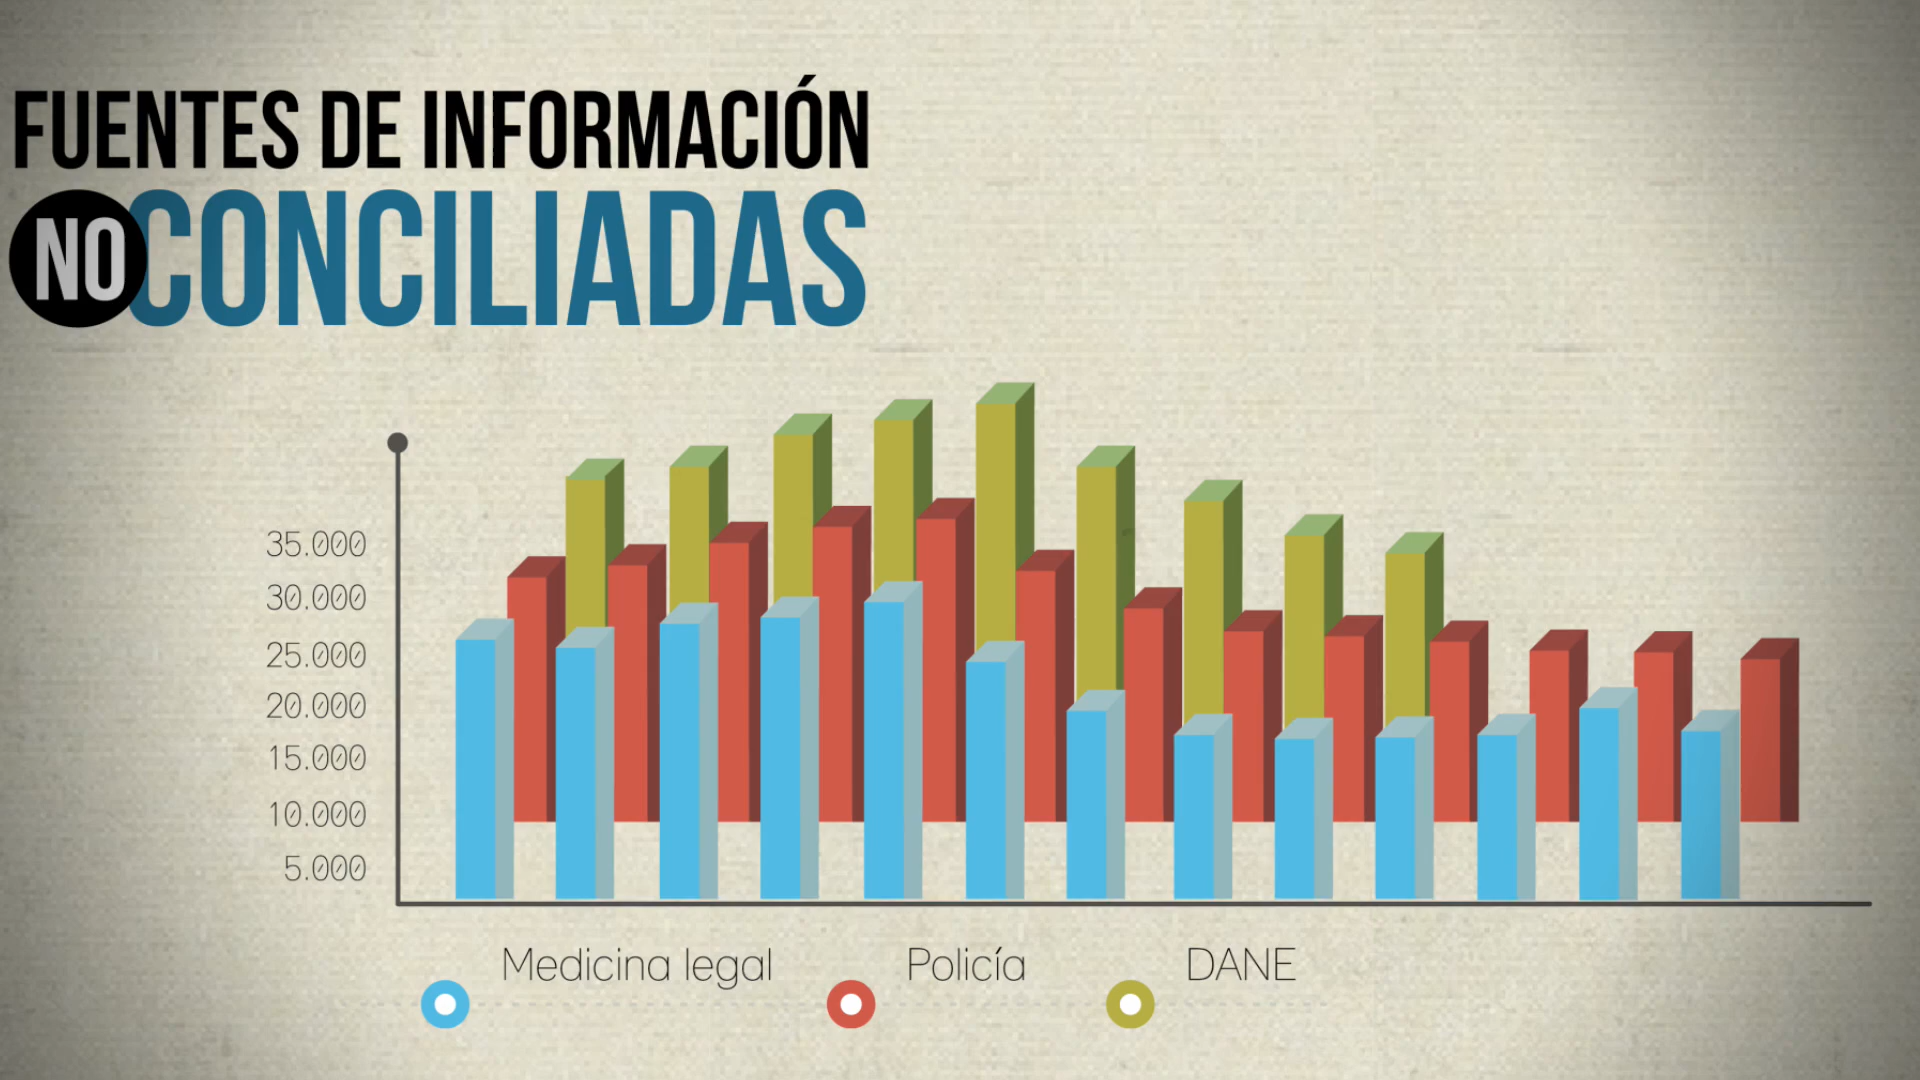 FUENTES DE INFORMACIÓN
NO CONCILIADAS
35.000
30.000
25.000
20.000
15.000
10.000
5.000
Medicina legal
Policía
DANE